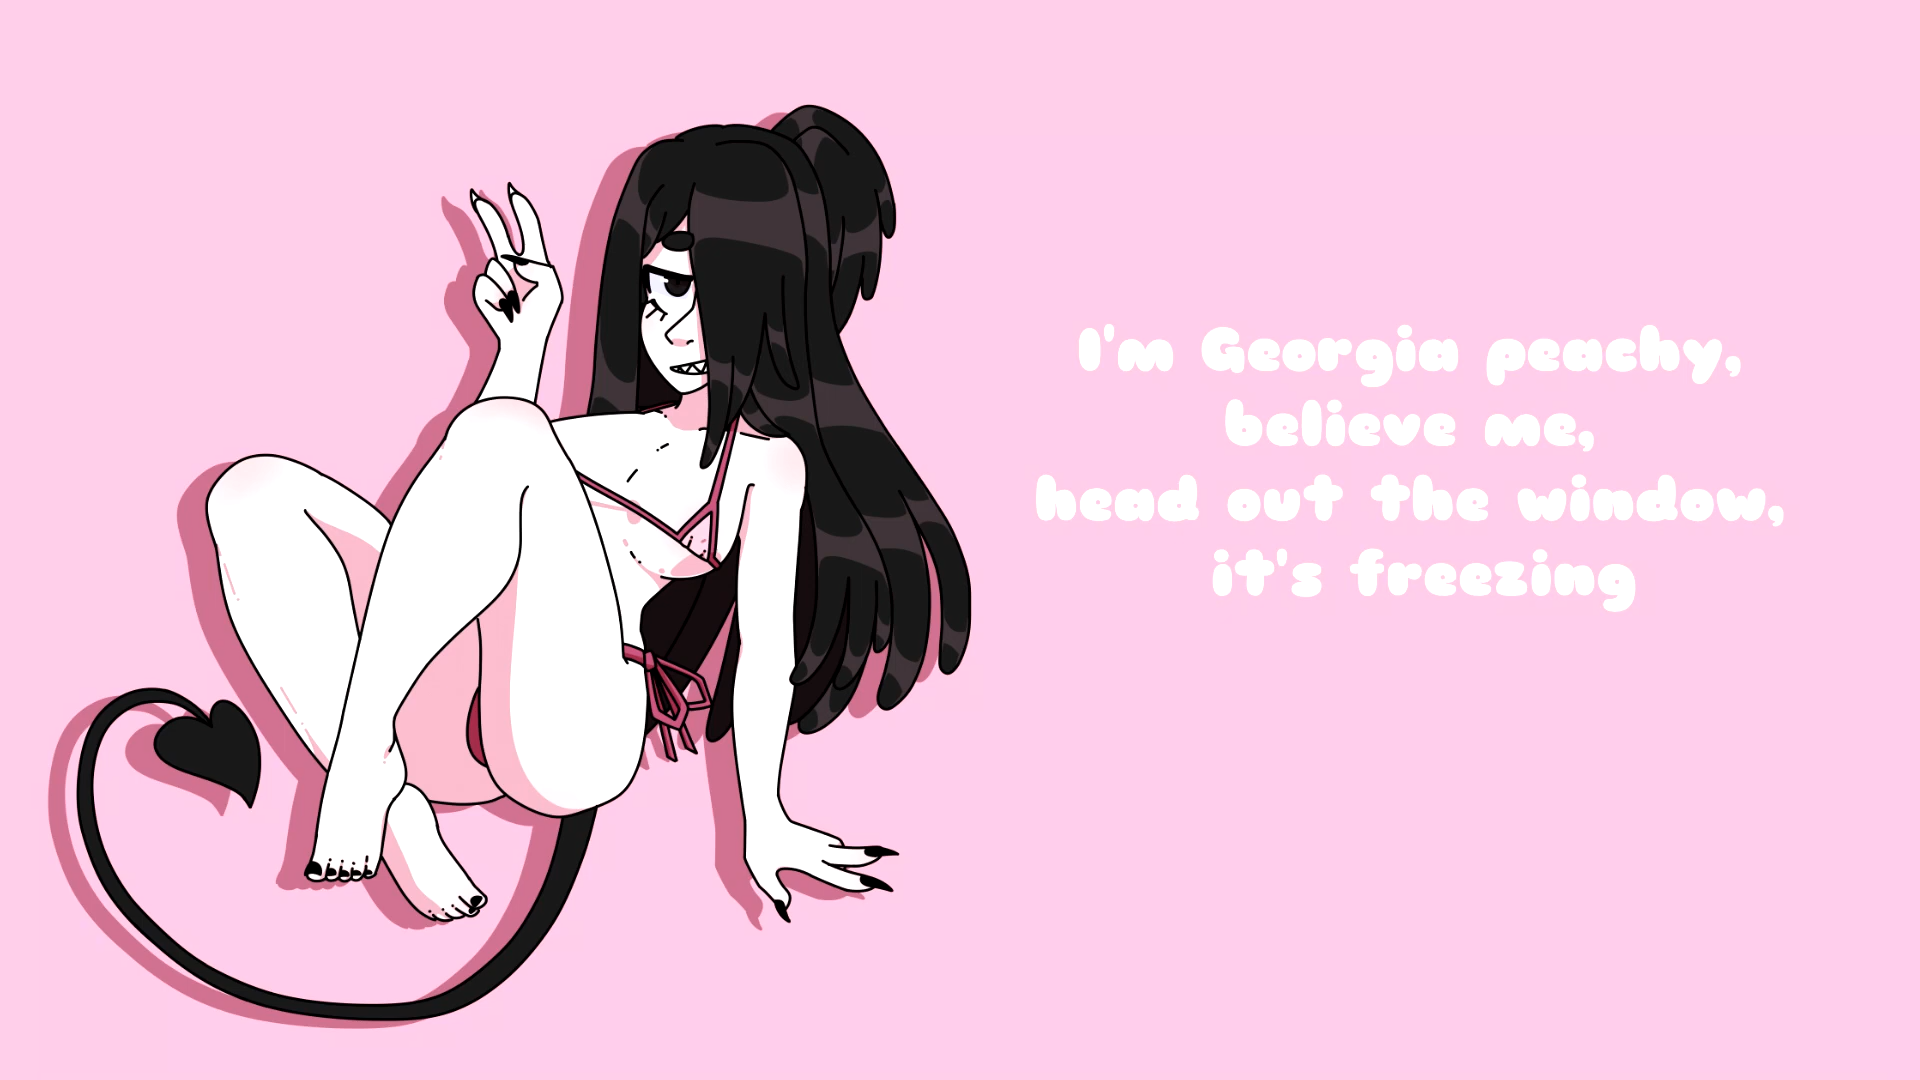 I'm Georgia peachy,
believe me,
head out the window,
it's freezing